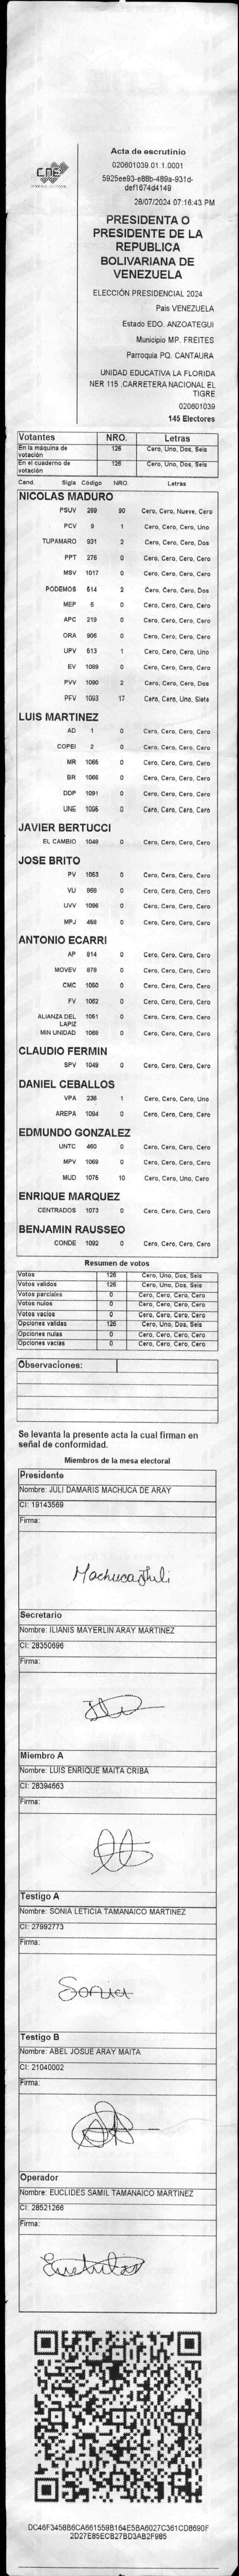 CNE
Acta de escrutinio
020601039.01.1.0001
5925ee93-e88b-489a-931d-
def1674d4149
28/07/2024 07:16:43 PM
PRESIDENTA O
PRESIDENTE DE LA
REPUBLICA
BOLIVARIANA DE
VENEZUELA
ELECCIÓN PRESIDENCIAL 2024
Pais VENEZUELA
Estado EDO. ANZOATEGUI
Municipio MP. FREITES
Parroquia PQ. CANTAURA
UNIDAD EDUCATIVA LA FLORIDA
NER 115 .CARRETERA NACIONAL EL
TIGRE
020601039
145 Electores
Votantes NRO. Letras
En la máquina de votación 126 Cero, Uno, Dos, Seis
En el cuaderno de votación 126 Cero, Uno, Dos, Seis
Cand. Sigla Código NRO. Letras
NICOLAS MADURO
PSUV 269 90 Cero, Cero, Nueve, Cero
PCV 9 1 Cero, Cero, Cero, Uno
TUPAMARO 931 2 Cero, Cero, Cero, Dos
PPT 276 0 Cero, Cero, Cero, Cero
MSV 1017 0 Cero, Cero, Cero, Cero
PODEMOS 514 2 Cero, Cero, Cero, Dos
MEP 6 0 Cero, Cero, Cero, Cero
APC 219 0 Cero, Cero, Cero, Cero
ORA 906 0 Cero, Cero, Cero, Cero
UPV 513 1 Cero, Cero, Cero, Uno
EV 1089 0 Cero, Cero, Cero, Cero
PVV 1090 2 Cero, Cero, Cero, Dos
PFV 1093 17 Cero, Cero, Uno, Siete
LUIS MARTINEZ
AD 1 0 Cero, Cero, Cero, Cero
COPEI 2 0 Cero, Cero, Cero, Cero
MR 1065 0 Cero, Cero, Cero, Cero
BR 1066 0 Cero, Cero, Cero, Cero
DDP 1091 0 Cero, Cero, Cero, Cero
UNE 1095 0 Cero, Cero, Cero, Cero
JAVIER BERTUCCI
EL CAMBIO 1048 0 Cero, Cero, Cero, Cero
JOSE BRITO
PV 1053 0 Cero, Cero, Cero, Cero
VU 868 0 Cero, Cero, Cero, Cero
UVV 1096 0 Cero, Cero, Cero, Cero
MPJ 458 0 Cero, Cero, Cero, Cero
ANTONIO ECARRI
AP 814 0 Cero, Cero, Cero, Cero
MOVEV 878 0 Cero, Cero, Cero, Cero
CMC 1050 0 Cero, Cero, Cero, Cero
FV 1062 0 Cero, Cero, Cero, Cero
ALIANZA DEL LAPIZ 1051 0 Cero, Cero, Cero, Cero
MIN UNIDAD 1088 0 Cero, Cero, Cero, Cero
CLAUDIO FERMIN
SPV 1049 0 Cero, Cero, Cero, Cero
DANIEL CEBALLOS
VPA 236 1 Cero, Cero, Cero, Uno
AREPA 1094 0 Cero, Cero, Cero, Cero
EDMUNDO GONZALEZ
UNTC 460 0 Cero, Cero, Cero, Cero
MPV 1069 0 Cero, Cero, Cero, Cero
MUD 1075 10 Cero, Cero, Uno, Cero
ENRIQUE MARQUEZ
CENTRADOS 1073 0 Cero, Cero, Cero, Cero
BENJAMIN RAUSSEO
CONDE 1092 0 Cero, Cero, Cero, Cero
Resumen de votos
Votos 126 Cero, Uno, Dos, Seis
Votos validos 126 Cero, Uno, Dos, Seis
Votos parciales 0 Cero, Cero, Cero, Cero
Votos nulos 0 Cero, Cero, Cero, Cero
Votos vacios 0 Cero, Cero, Cero, Cero
Opciones validas 126 Cero, Uno, Dos, Seis
Opciones nulas 0 Cero, Cero, Cero, Cero
Opciones vacias 0 Cero, Cero, Cero, Cero
Observaciones:
Se levanta la presente acta la cual firman en
señal de conformidad.
Miembros de la mesa electoral
Presidente
Nombre: JULI DAMARIS MACHUCA DE ARAY
CI: 19143569
Firma:
Machuca Juli
Secretario
Nombre: ILIANIS MAYERLIN ARAY MARTINEZ
CI: 28350696
Firma:
Miembro A
Nombre: LUIS ENRIQUE MAITA CRIBA
CI: 28394663
Firma:
Testigo A
Nombre: SONIA LETICIA TAMANAICO MARTINEZ
CI: 27992773
Firma:
Sonia
Testigo B
Nombre: ABEL JOSUE ARAY MAITA
CI: 21040002
Firma:
Operador
Nombre: EUCLIDES SAMIL TAMANAICO MARTINEZ
CI: 28521266
Firma:
DC46F3458B6CA661559B164E5BA6027C361CDB690F
2D27E85ECB27BD3AB2F985